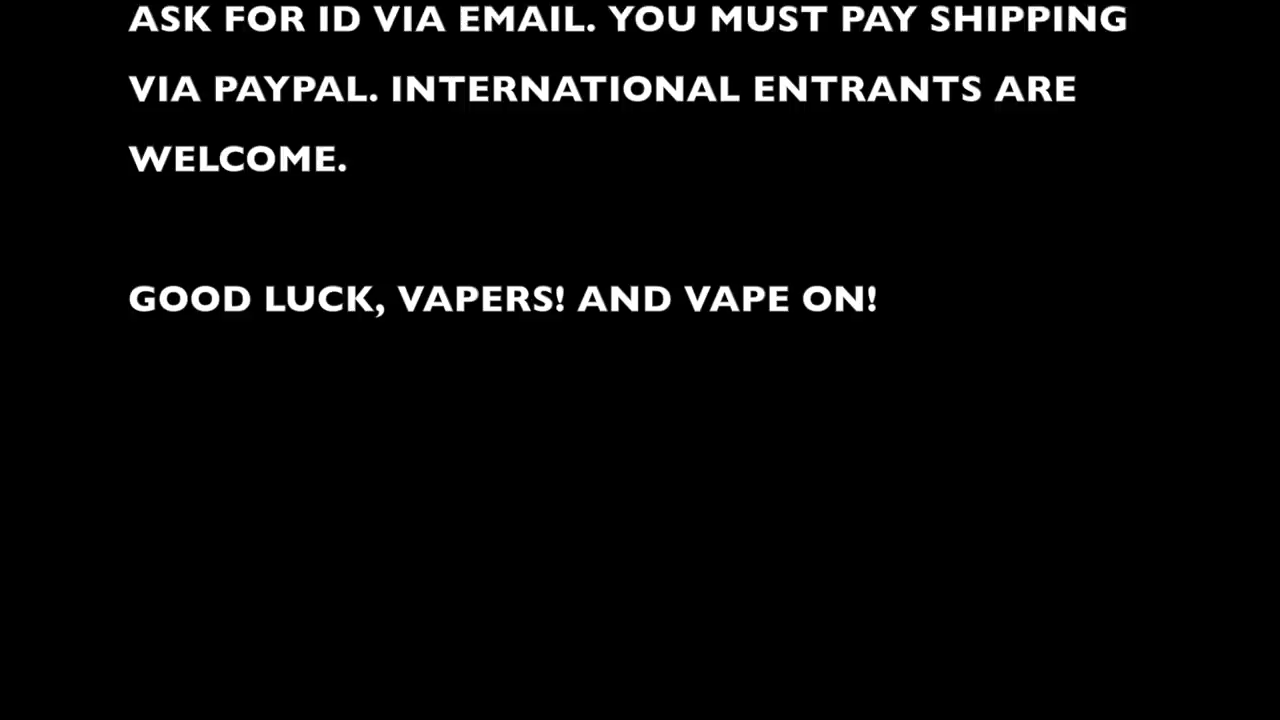 ASK FOR ID VIA EMAIL. YOU MUST PAY SHIPPING
VIA PAYPAL. INTERNATIONAL ENTRANTS ARE
WELCOME.
GOOD LUCK, VAPERS! AND VAPE ON!